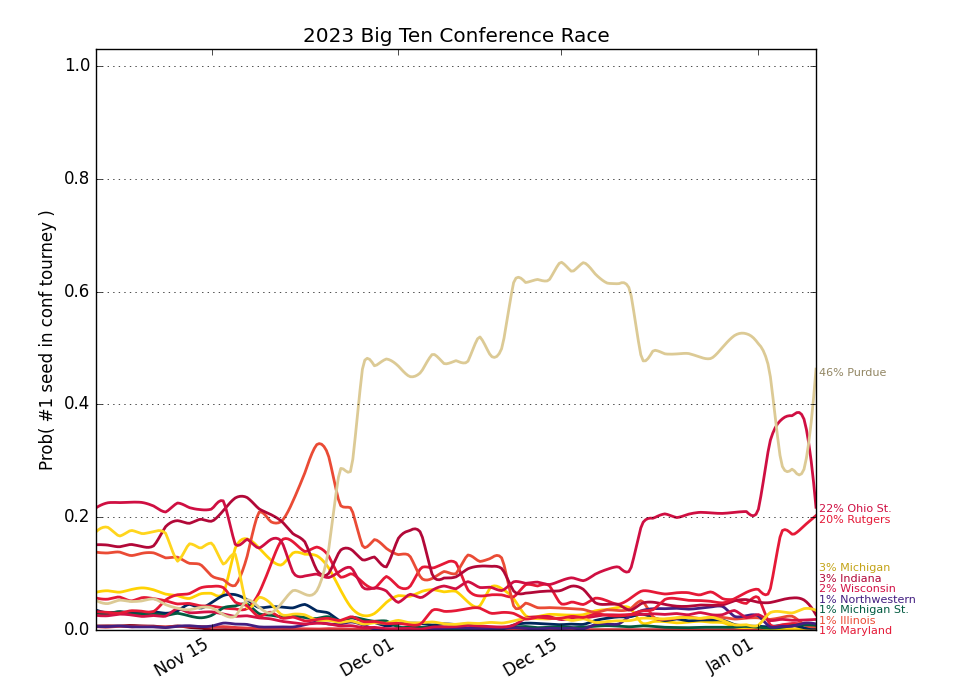 2023 Big Ten Conference Race
Prob( #1 seed in conf tourney )
1.0
0.8
0.6
0.4
0.2
0.0
Nov 15
Dec 01
Dec 15
Jan 01
46% Purdue
22% Ohio St.
20% Rutgers
3% Michigan
3% Indiana
2% Wisconsin
1% Northwestern
1% Michigan St.
1% Illinois
1% Maryland